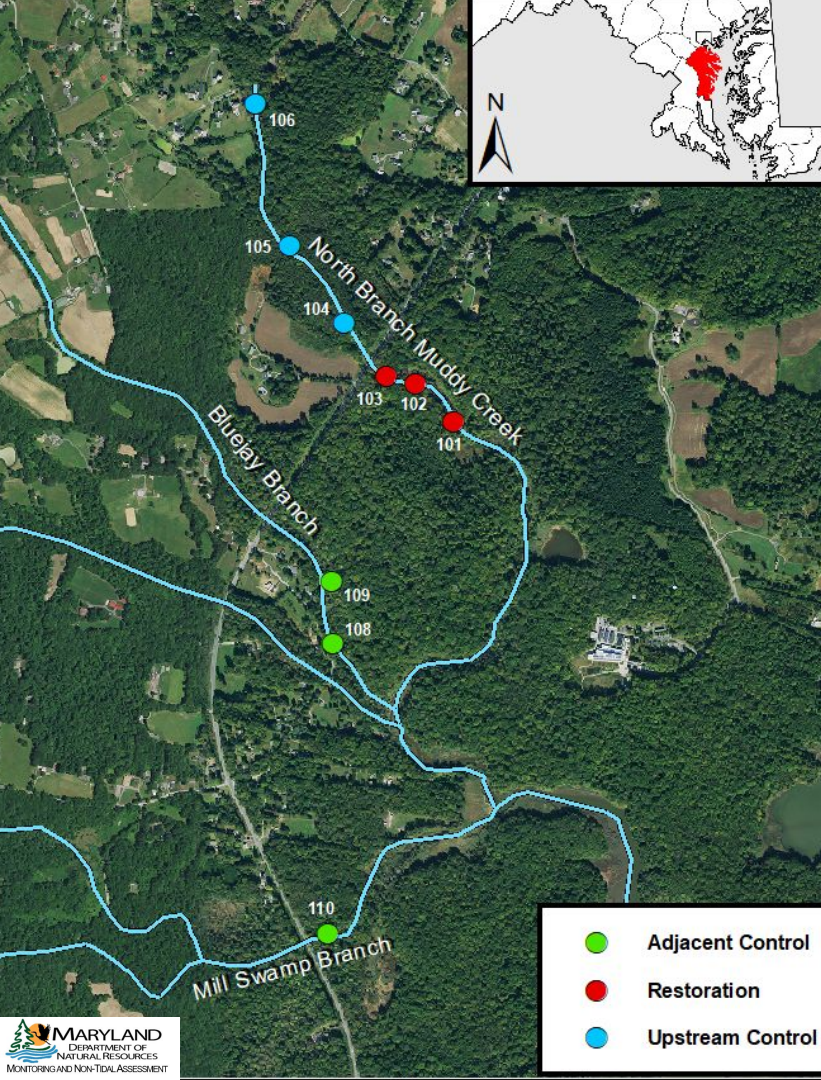 N
106
105
North Branch Muddy Creek
104
103
102
101
Bluejay Branch
109
108
110
Mill Swamp Branch
Adjacent Control
Restoration
Upstream Control
MARYLAND
DEPARTMENT OF
NATURAL RESOURCES
MONITORING AND NON-TIDAL ASSESSMENT